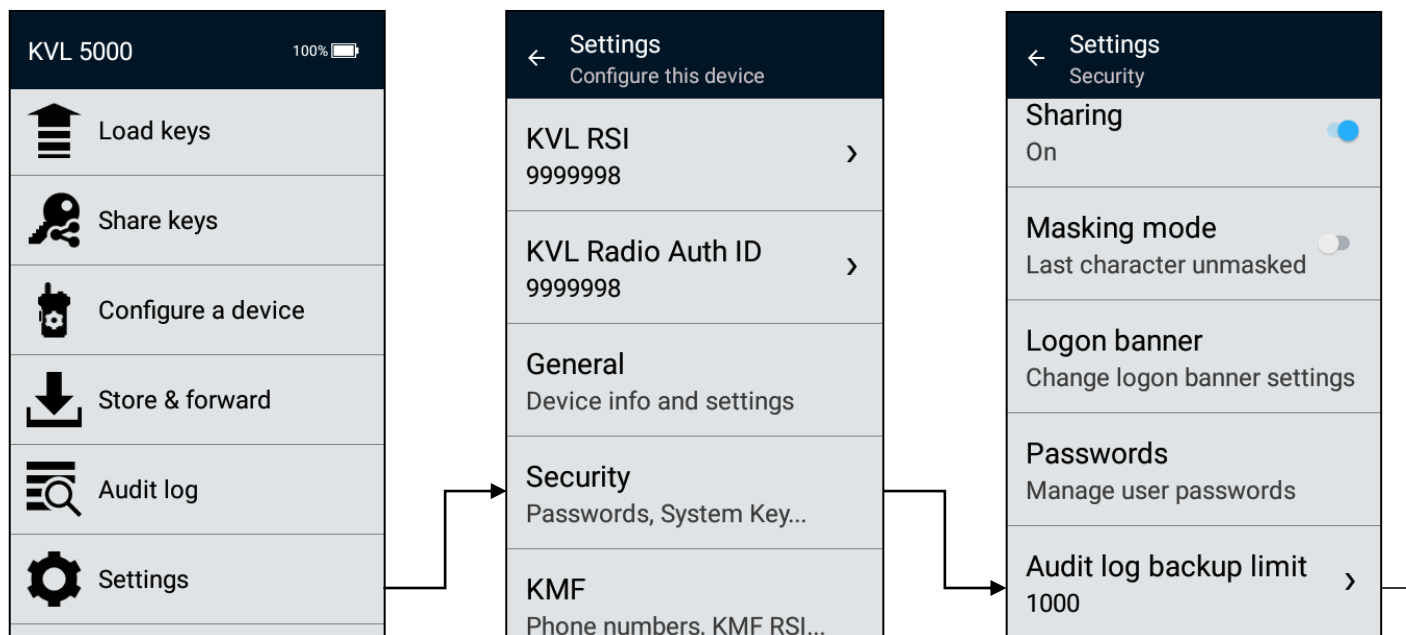 KVL 5000
100%
Load keys
Share keys
Configure a device
Store & forward
Audit log
Settings
Settings
Configure this device
KVL RSI
9999998
KVL Radio Auth ID
9999998
General
Device info and settings
Security
Passwords, System Key...
KMF
Phone numbers, KMF RSI...
Settings
Security
Sharing
On
Masking mode
Last character unmasked
Logon banner
Change logon banner settings
Passwords
Manage user passwords
Audit log backup limit
1000